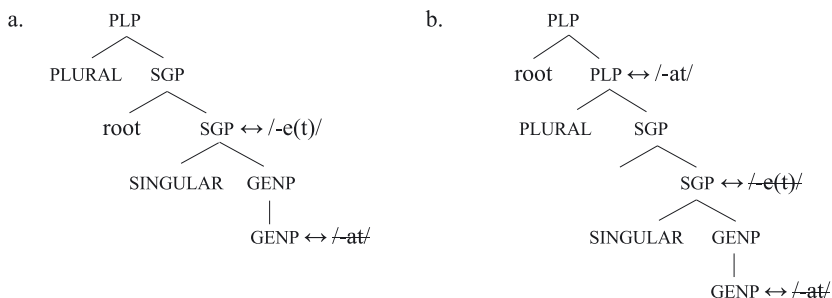 a.
PLP
PLURAL SGP
root SGP ↔ /-e(t)/
SINGULAR GENP
GENP ↔ /-at/
b.
PLP
root PLP ↔ /-at/
PLURAL SGP
SGP ↔ /-e(t)/
SINGULAR GENP
GENP ↔ /-at/